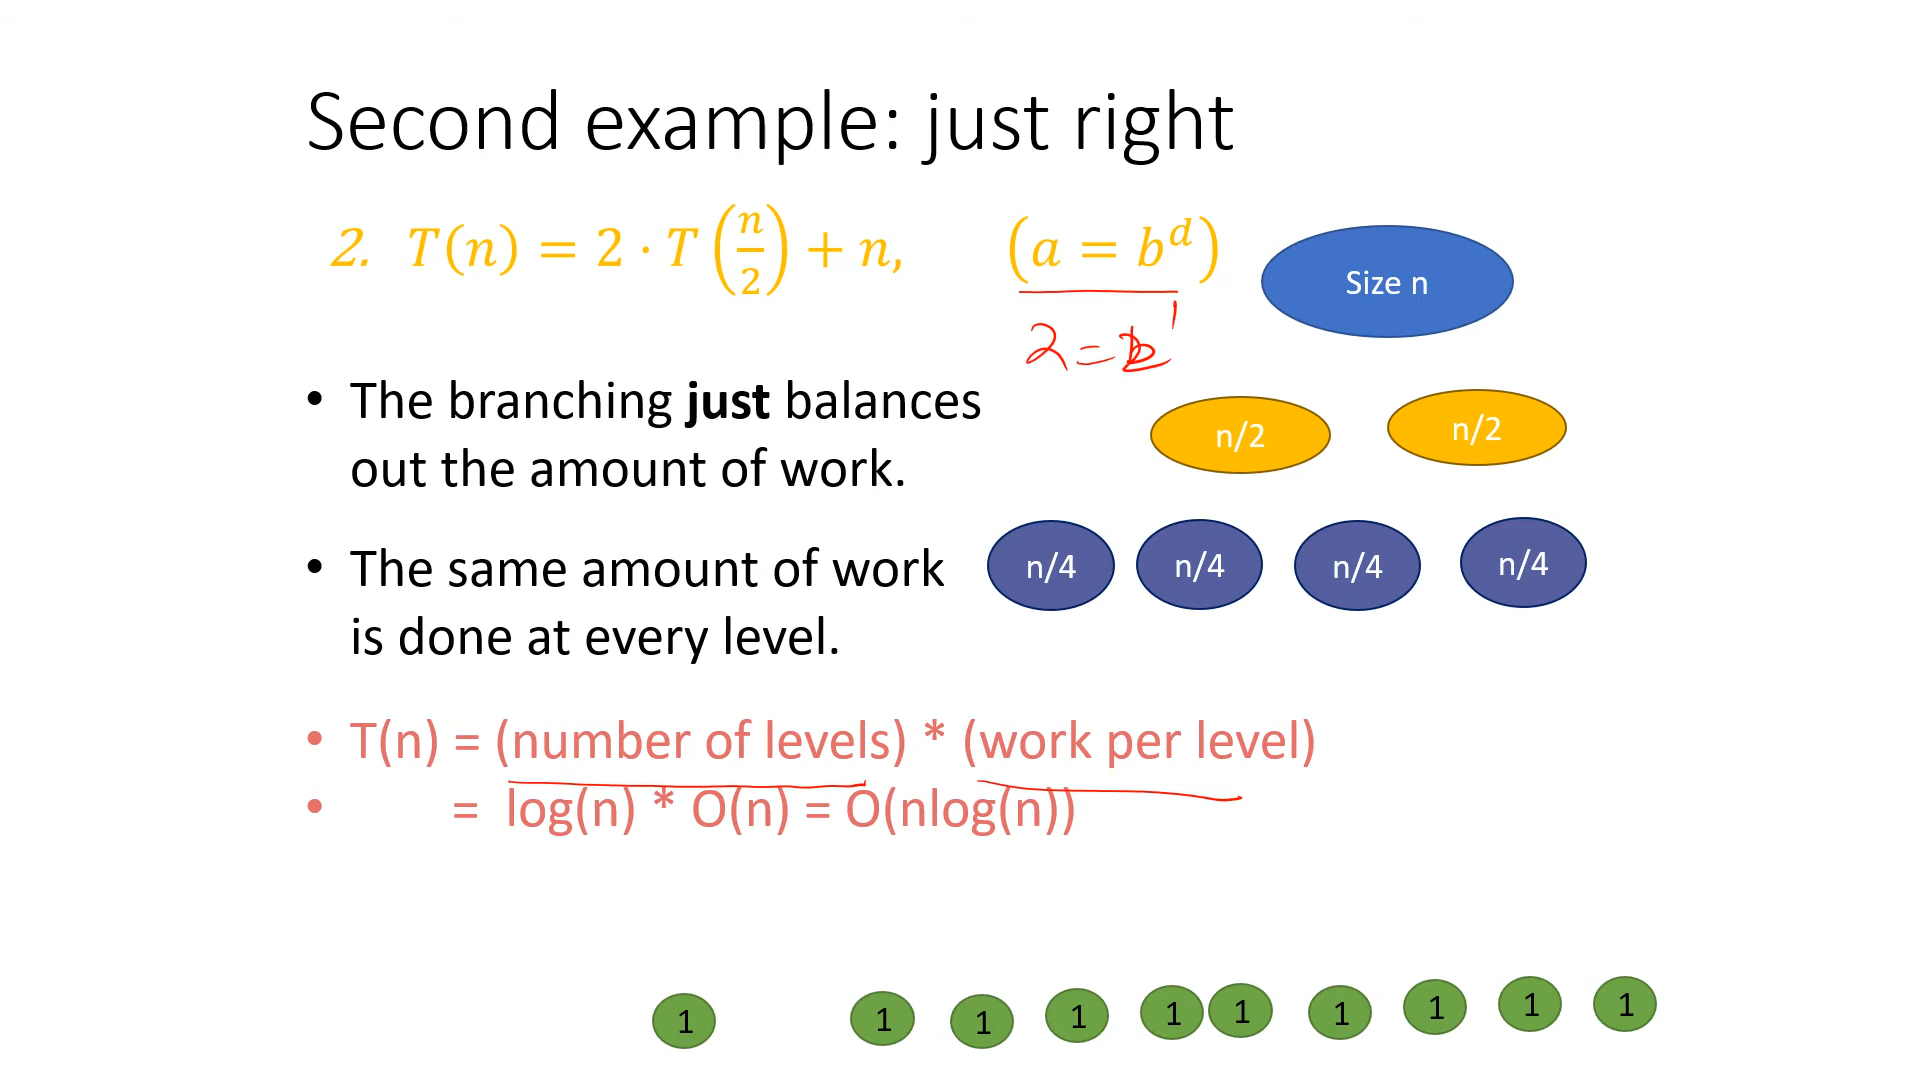 Second example: just right
2. T(n) = 2 · T(n/2) + n, (a = b^d)
Size n
2 = 2^1
• The branching just balances
out the amount of work.
n/2 n/2
• The same amount of work
is done at every level.
n/4 n/4 n/4 n/4
• T(n) = (number of levels) * (work per level)
• = log(n) * O(n) = O(nlog(n))
1 1 1 1 1 1 1 1 1 1